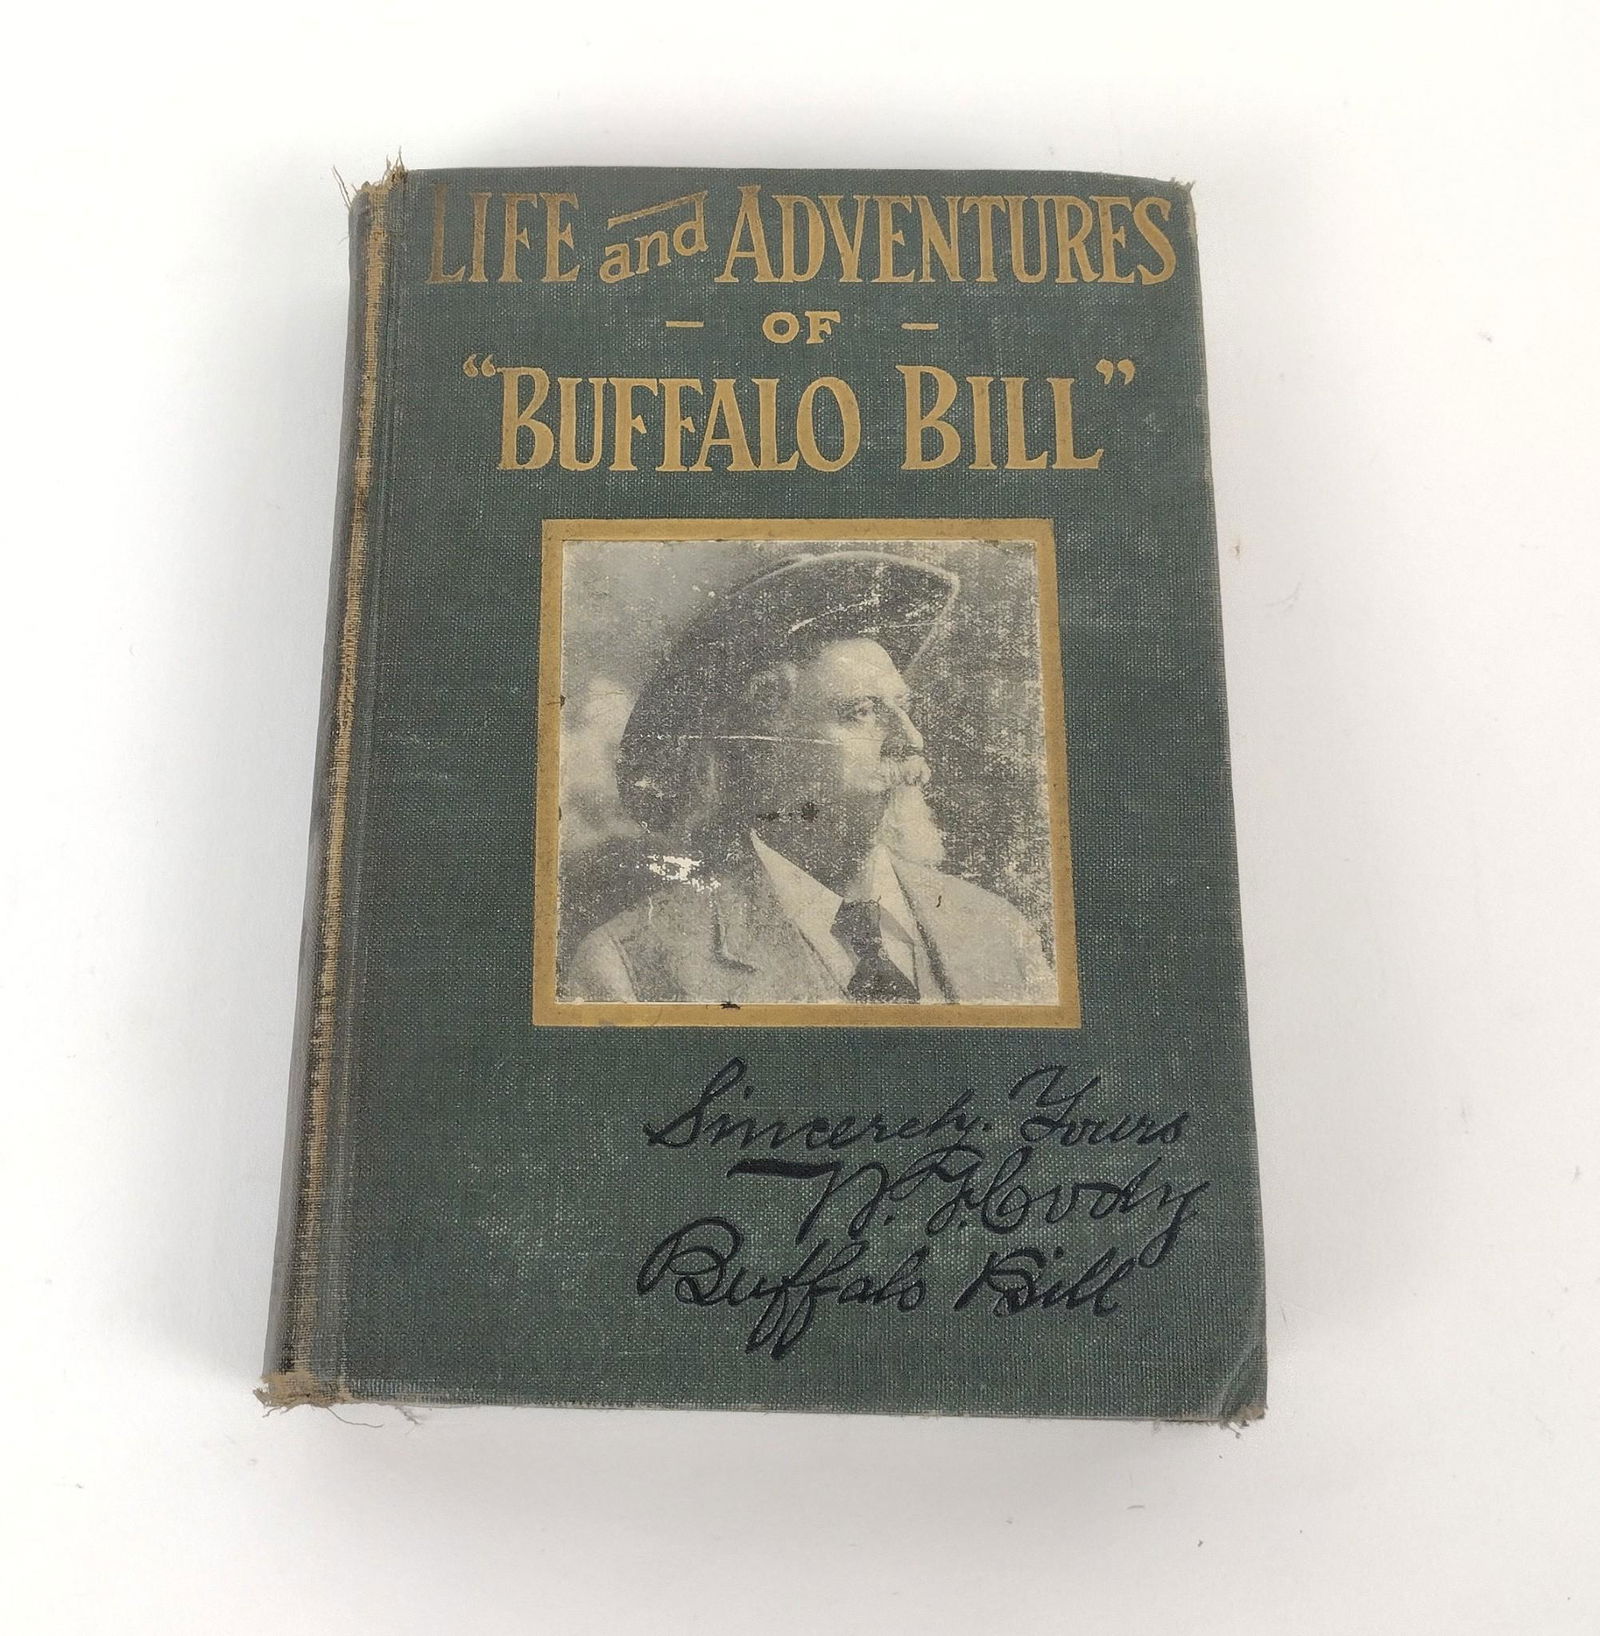 LIFE and ADVENTURES
- OF -
"BUFFALO BILL"
Sincerely Yours
W. F. Cody
Buffalo Bill